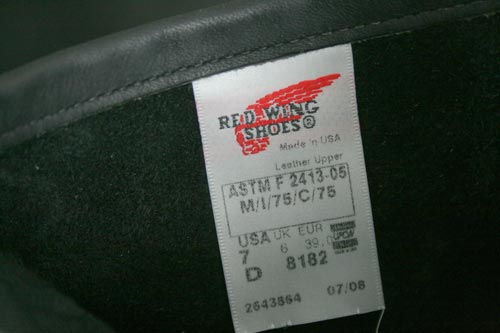 RED WING
SHOES®
Made in USA
Leather Upper
ASTM F 2413-05
M/I/75/C/75
USA UK EUR
7 6 39.0
D 8182
2643864 07/08